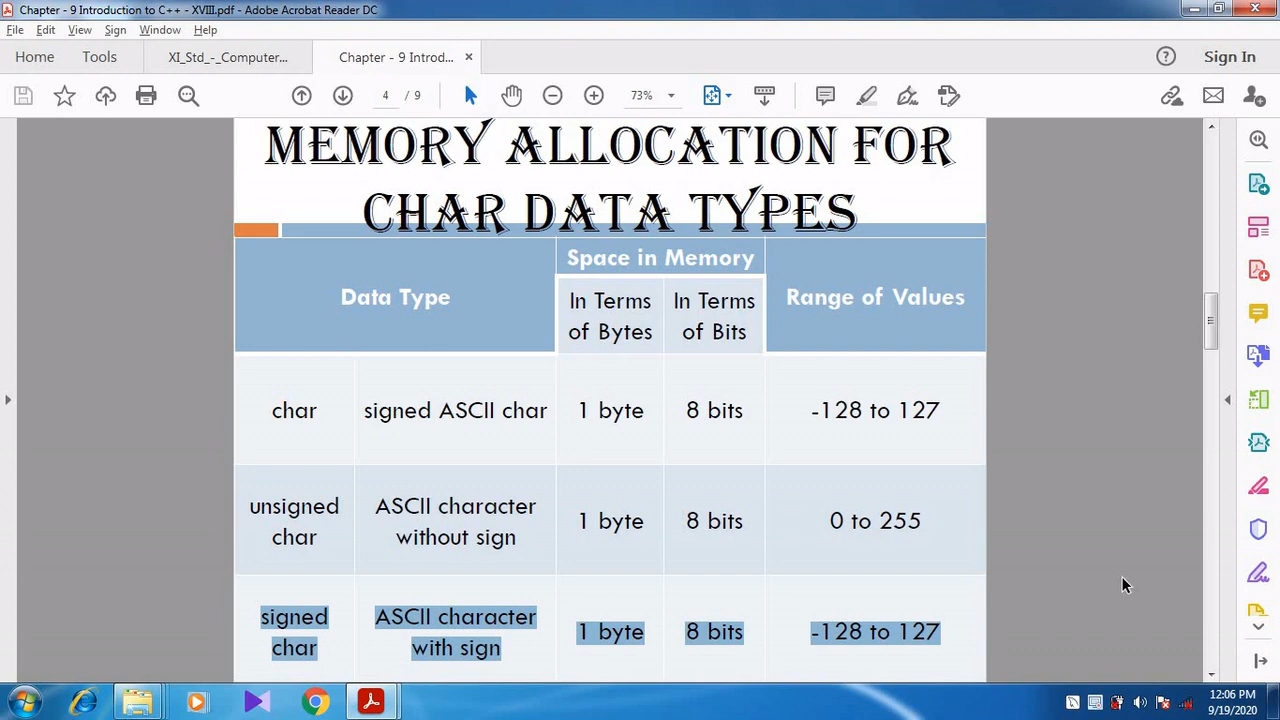 Chapter - 9 Introduction to C++ - XVIII.pdf - Adobe Acrobat Reader DC
File Edit View Sign Window Help
Home Tools XI_Std_-_Computer... Chapter - 9 Introd... × Sign In
4 / 9 73%
MEMORY ALLOCATION FOR
CHAR DATA TYPES
Space in Memory
Data Type
Range of Values
In Terms of Bytes
In Terms of Bits
char signed ASCII char 1 byte 8 bits -128 to 127
unsigned char ASCII character without sign 1 byte 8 bits 0 to 255
signed char ASCII character with sign 1 byte 8 bits -128 to 127
12:06 PM
9/19/2020